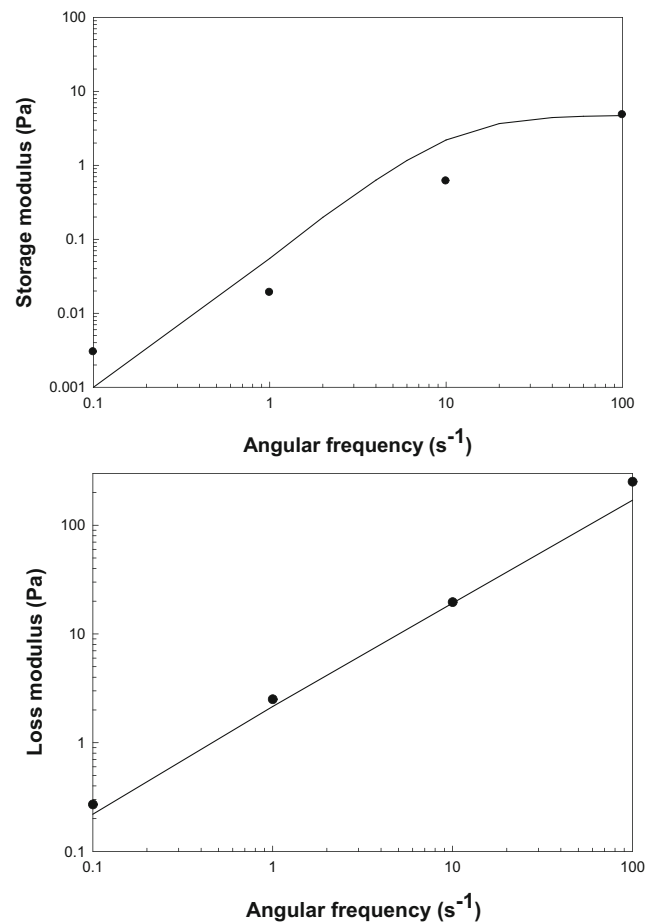 100
10
1
0.1
0.01
0.001
Storage modulus (Pa)
0.1 1 10 100
Angular frequency (s-1)
100
10
1
0.1
Loss modulus (Pa)
0.1 1 10 100
Angular frequency (s-1)